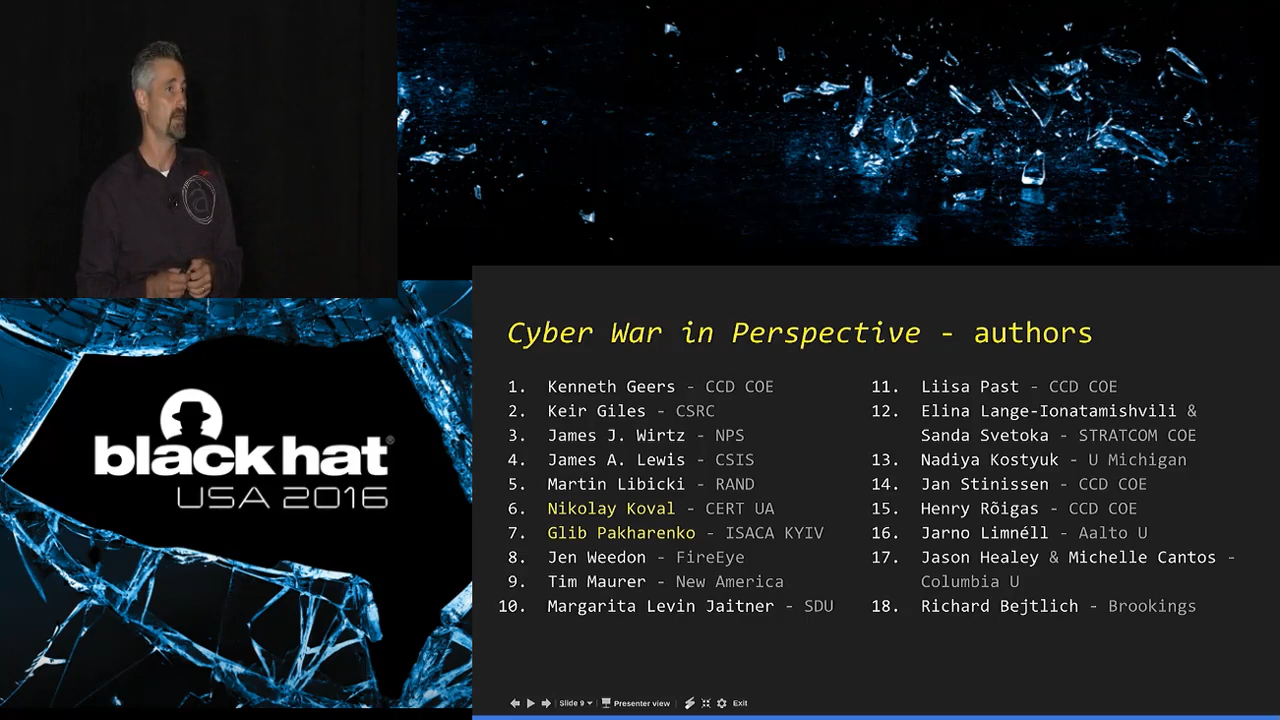 Cyber War in Perspective - authors
1. Kenneth Geers - CCD COE
2. Keir Giles - CSRC
3. James J. Wirtz - NPS
4. James A. Lewis - CSIS
5. Martin Libicki - RAND
6. Nikolay Koval - CERT UA
7. Glib Pakharenko - ISACA KYIV
8. Jen Weedon - FireEye
9. Tim Maurer - New America
10. Margarita Levin Jaitner - SDU
11. Liisa Past - CCD COE
12. Elina Lange-Ionatamishvili &
Sanda Svetoka - STRATCOM COE
13. Nadiya Kostyuk - U Michigan
14. Jan Stinissen - CCD COE
15. Henry Rõigas - CCD COE
16. Jarno Limnéll - Aalto U
17. Jason Healey & Michelle Cantos -
Columbia U
18. Richard Bejtlich - Brookings
black hat®
USA 2016
Slide 9
Presenter view
Exit